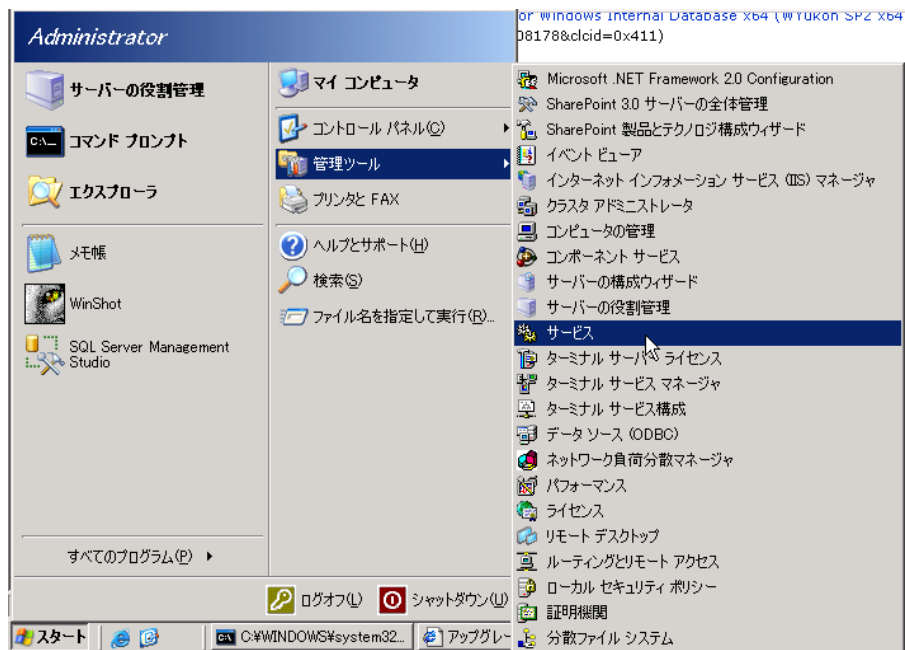 or Windows Internal Database x64 (WYukon SP2 x64
08178&clcid=0x411)
Administrator
サーバーの役割管理
コマンド プロンプト
エクスプローラ
メモ帳
WinShot
SQL Server Management
Studio
すべてのプログラム(P)
マイ コンピュータ
コントロール パネル(C)
管理ツール
プリンタと FAX
ヘルプとサポート(H)
検索(S)
ファイル名を指定して実行(R)...
Microsoft .NET Framework 2.0 Configuration
SharePoint 3.0 サーバーの全体管理
SharePoint 製品とテクノロジ構成ウィザード
イベント ビューア
インターネット インフォメーション サービス (IIS) マネージャ
クラスタ アドミニストレータ
コンピュータの管理
コンポーネント サービス
サーバーの構成ウィザード
サーバーの役割管理
サービス
ターミナル サーバー ライセンス
ターミナル サービス マネージャ
ターミナル サービス構成
データ ソース (ODBC)
ネットワーク負荷分散マネージャ
パフォーマンス
ライセンス
リモート デスクトップ
ルーティングとリモート アクセス
ローカル セキュリティ ポリシー
証明機関
分散ファイル システム
ログオフ(L)
シャットダウン(U)
スタート
C:¥WINDOWS¥system32...
アップグレー